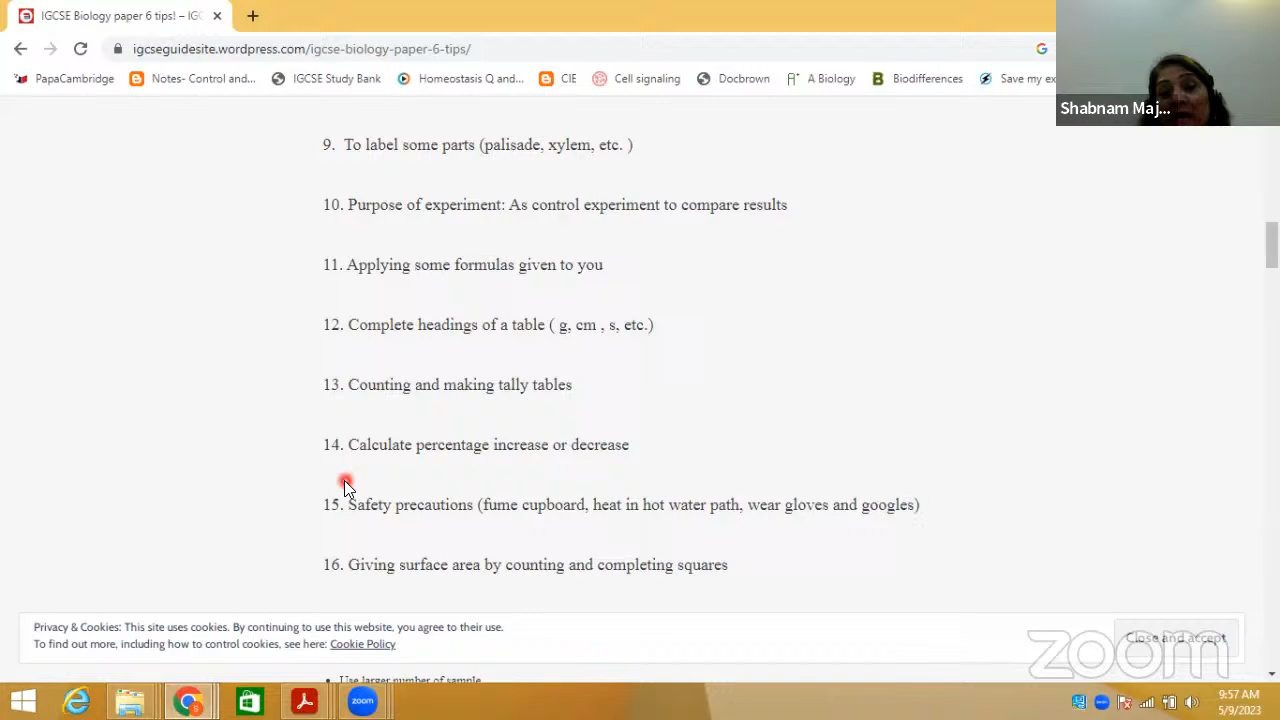 IGCSE Biology paper 6 tips! – IGC
igcseguidesite.wordpress.com/igcse-biology-paper-6-tips/
PapaCambridge
Notes- Control and...
IGCSE Study Bank
Homeostasis Q and...
CIE
Cell signaling
Docbrown
A Biology
Biodifferences
Save my ex
Shabnam Maj...
9. To label some parts (palisade, xylem, etc. )
10. Purpose of experiment: As control experiment to compare results
11. Applying some formulas given to you
12. Complete headings of a table ( g, cm , s, etc.)
13. Counting and making tally tables
14. Calculate percentage increase or decrease
15. Safety precautions (fume cupboard, heat in hot water path, wear gloves and googles)
16. Giving surface area by counting and completing squares
Privacy & Cookies: This site uses cookies. By continuing to use this website, you agree to their use.
To find out more, including how to control cookies, see here: Cookie Policy
Close and accept
zoom
Use larger number of sample
zoom
9:57 AM
5/9/2023